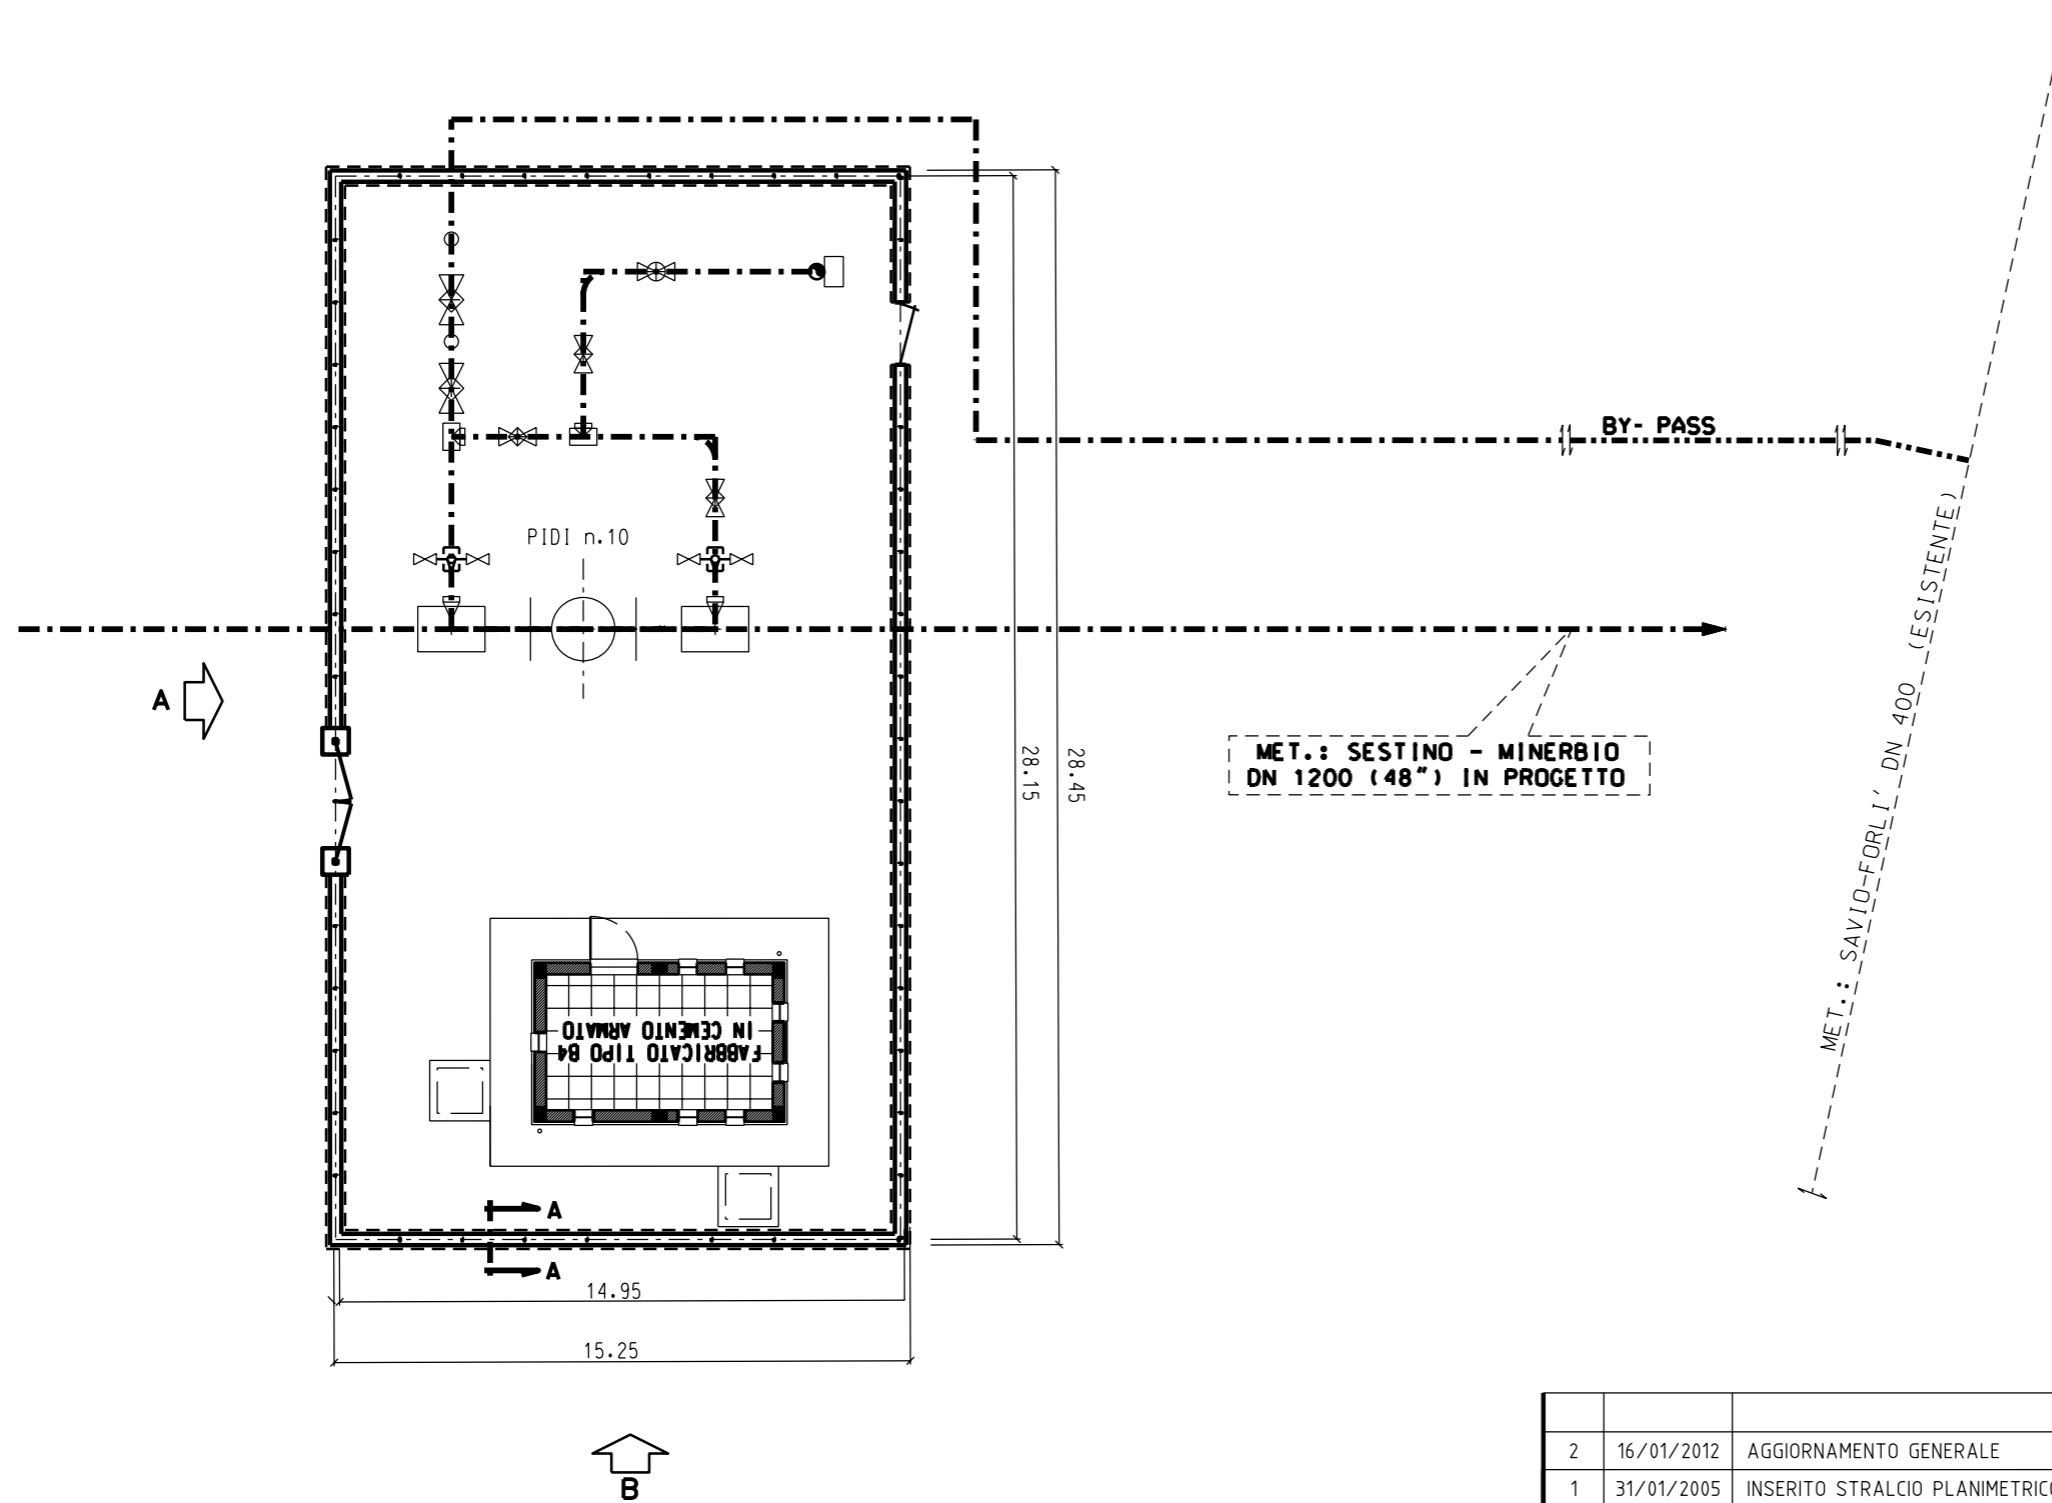 BY- PASS
PIDI n.10
A
MET.: SESTINO - MINERBIO
DN 1200 (48") IN PROGETTO
MET.: SAVIO-FORLI' DN 400 (ESISTENTE)
28.15
28.45
FABBRICATO TIPO B4
IN CEMENTO ARMATO
A
A
14.95
15.25
B
2 16/01/2012 AGGIORNAMENTO GENERALE
1 31/01/2005 INSERITO STRALCIO PLANIMETRICO